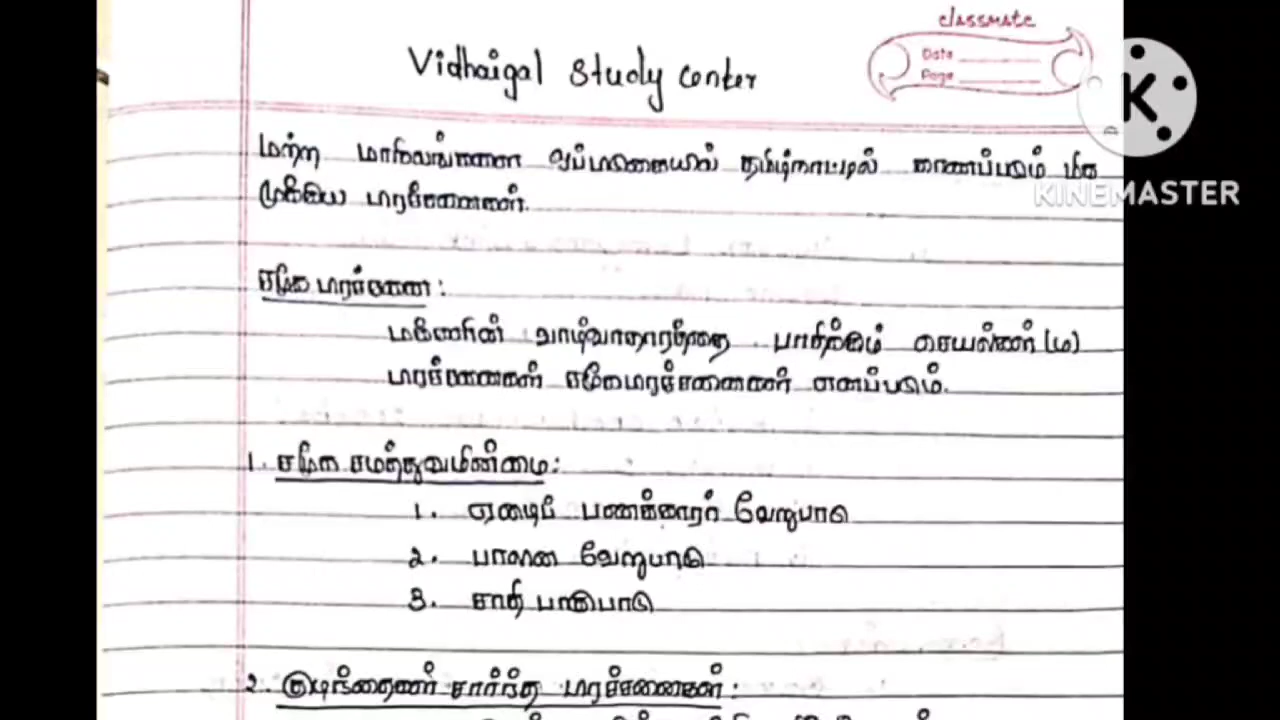 classmate
Date
Page
Vidhaigal Study Center
மற்ற மாநிலங்களை ஒப்பிடுகையில் தமிழ்நாட்டில் காணப்படும் மிக
முக்கிய பிரச்சனைகள்.
சமூக பிரச்சனை:
மக்களின் வாழ்வாதாரத்தை பாதிக்கும் செயல்கள் (ம)
பிரச்சனைகள் சமூகபிரச்சனைகள் எனப்படும்.
1. சமூக சமத்துவமின்மை:
1. ஏழைப் பணக்காரர் வேறுபாடு
2. பாலின வேறுபாடு
3. சாதி பாகுபாடு
2. குழந்தைகள் சார்ந்த பிரச்சனைகள்:
K
KINEMASTER